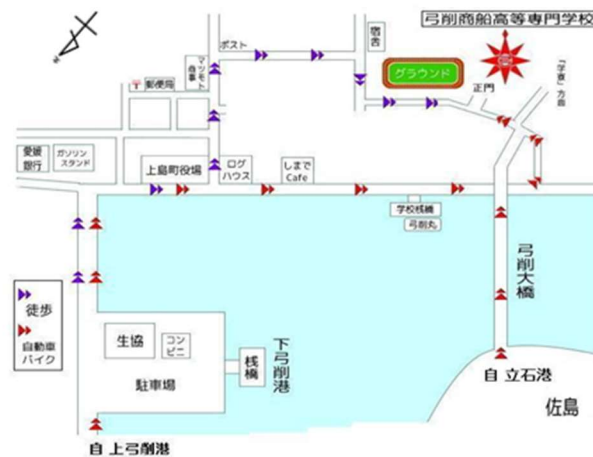 弓削商船高等専門学校
N
ポスト
宿舎
マツモト
商事
〒
郵便局
グラウンド
正門
「学寮」方面
愛媛
銀行
ガソリン
スタンド
上島町役場
ログ
ハウス
しまで
Cafe
学校桟橋
弓削丸
弓削大橋
徒歩
自動車
バイク
生協
コン
ビニ
駐車場
桟橋
下弓削港
自 立石港
佐島
自 上弓削港